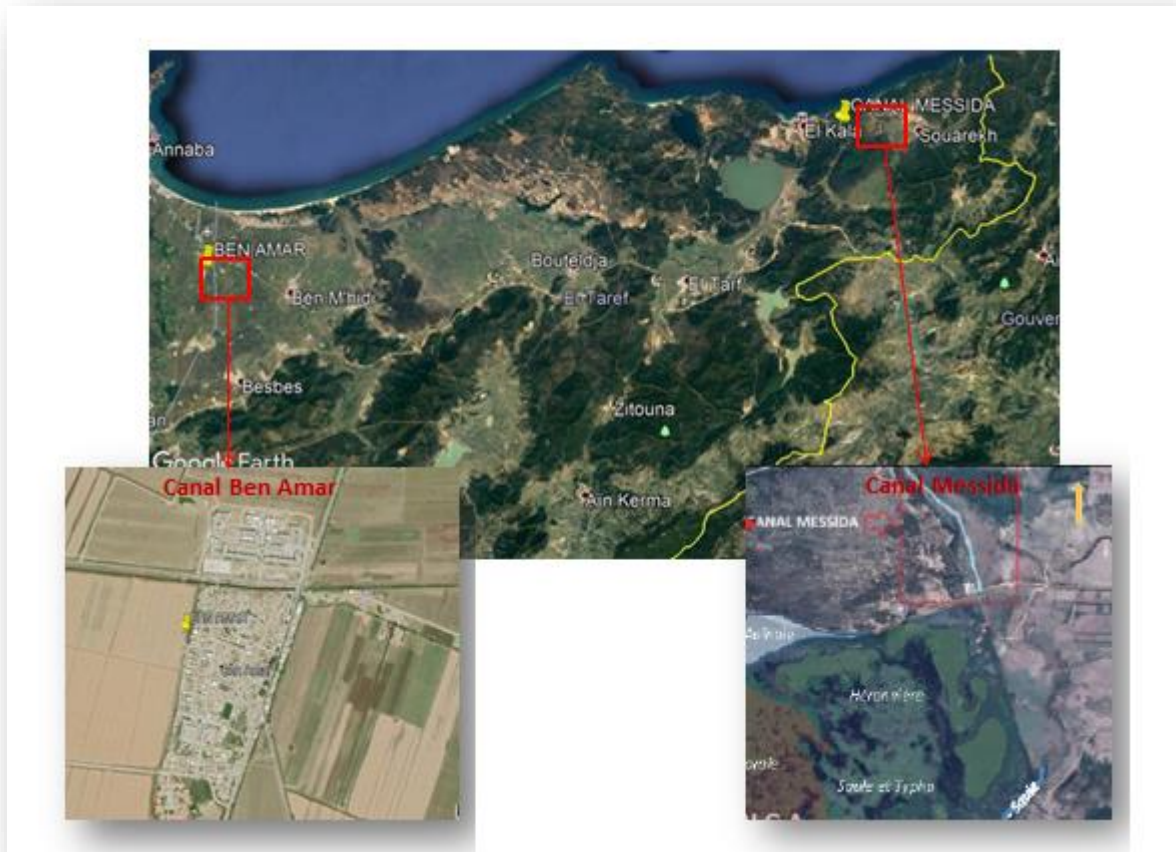 CANAL MESSIDA
El Kala
Souarekh
Annaba
BEN AMAR
Bouteldja
El Tarf
Ben M'hidi
El Taref
Gouver
Besbes
Zitouna
Google Earth
Ain Kerma
Canal Ben Amar
Canal Messida
CANAL MESSIDA
Héronnière
Saule et Typha
Saule